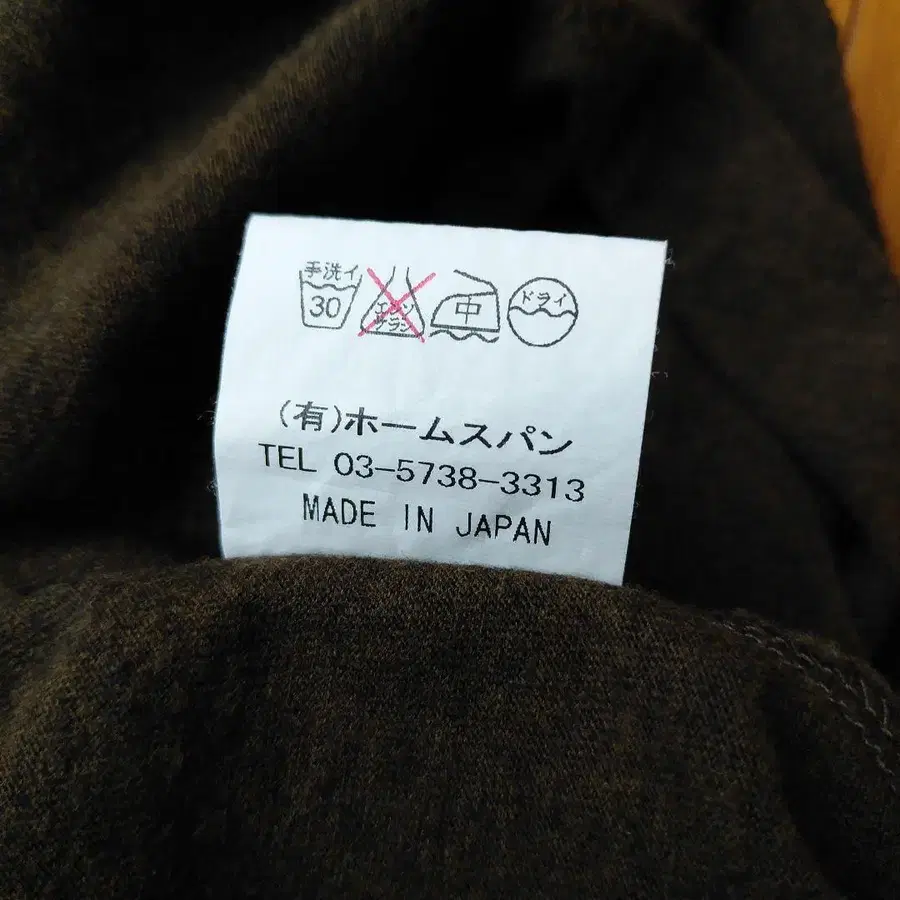 手洗イ
30
エンソ
サラシ
中
ドライ
(有)ホームスパン
TEL 03-5738-3313
MADE IN JAPAN